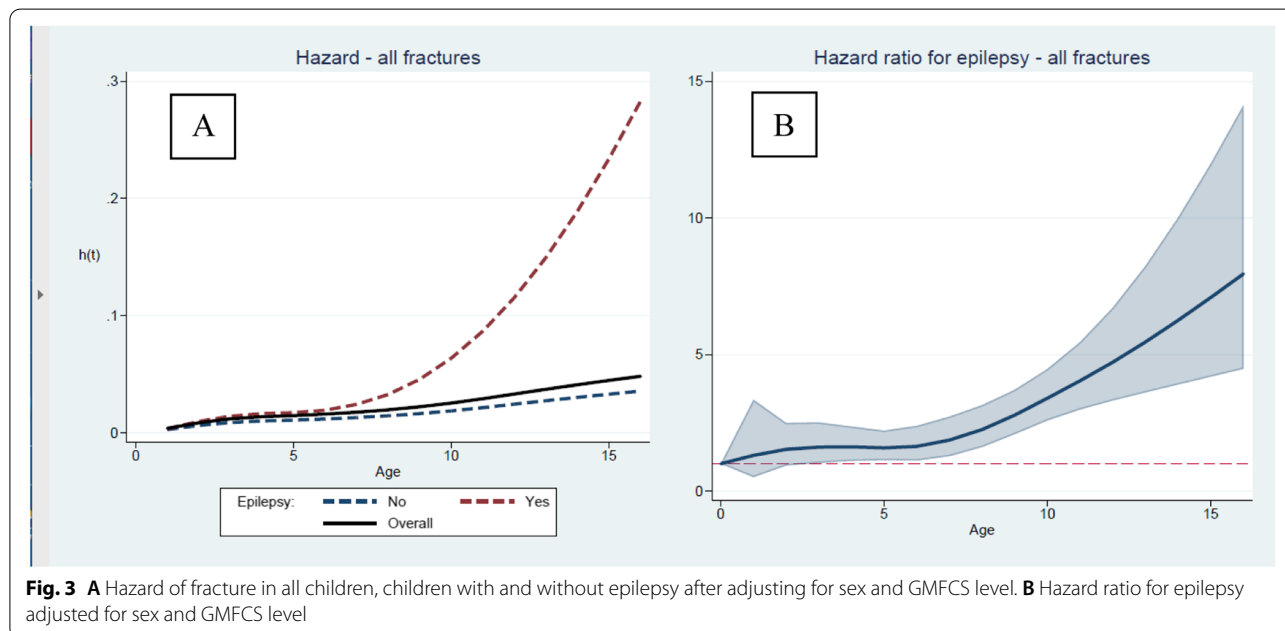 Hazard - all fractures
A
.3
.2
h(t)
.1
0
0 5 10 15
Age
Epilepsy: No Yes
Overall
Hazard ratio for epilepsy - all fractures
B
15
10
5
0
0 5 10 15
Age
Fig. 3 A Hazard of fracture in all children, children with and without epilepsy after adjusting for sex and GMFCS level. B Hazard ratio for epilepsy
adjusted for sex and GMFCS level